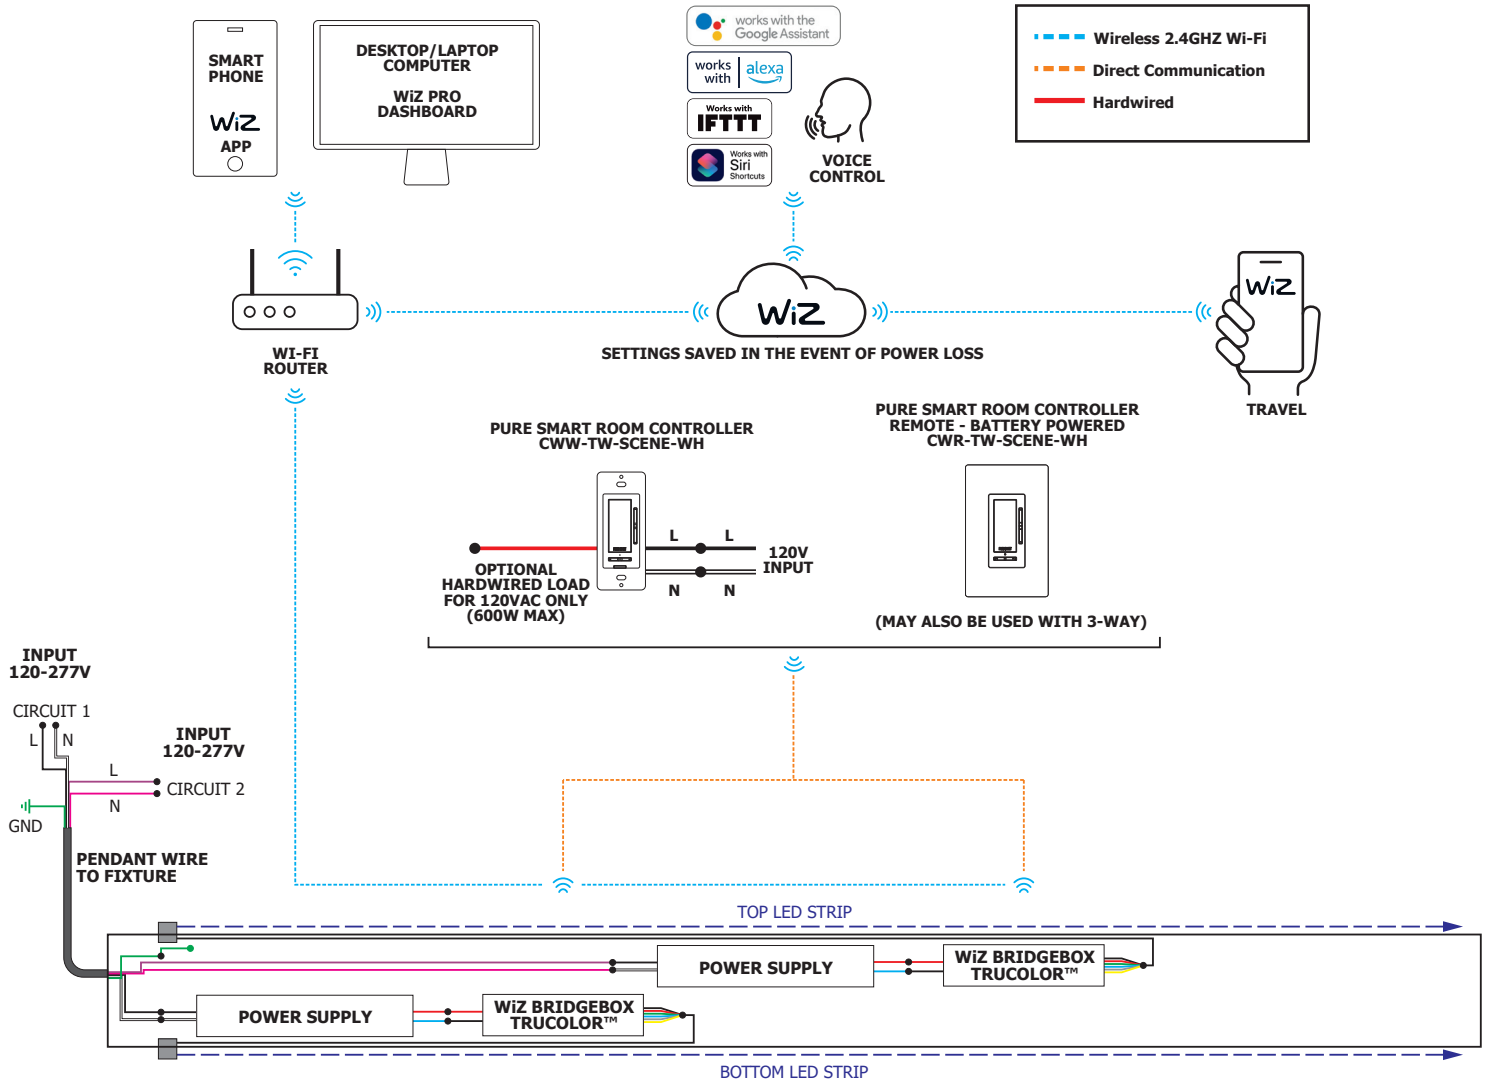 SMART
PHONE
WiZ
APP
DESKTOP/LAPTOP
COMPUTER
WiZ PRO
DASHBOARD
works with the
Google Assistant
works
with
alexa
Works with
IFTTT
Works with
Siri
Shortcuts
VOICE
CONTROL
Wireless 2.4GHZ Wi-Fi
Direct Communication
Hardwired
WI-FI
ROUTER
WiZ
SETTINGS SAVED IN THE EVENT OF POWER LOSS
WiZ
TRAVEL
PURE SMART ROOM CONTROLLER
CWW-TW-SCENE-WH
PURE SMART ROOM CONTROLLER
REMOTE - BATTERY POWERED
CWR-TW-SCENE-WH
L L
N N
120V
INPUT
OPTIONAL
HARDWIRED LOAD
FOR 120VAC ONLY
(600W MAX)
(MAY ALSO BE USED WITH 3-WAY)
INPUT
120-277V
CIRCUIT 1
L N
INPUT
120-277V
L
N
CIRCUIT 2
GND
PENDANT WIRE
TO FIXTURE
TOP LED STRIP
POWER SUPPLY
WiZ BRIDGEBOX
TRUCOLOR™
POWER SUPPLY
WiZ BRIDGEBOX
TRUCOLOR™
BOTTOM LED STRIP